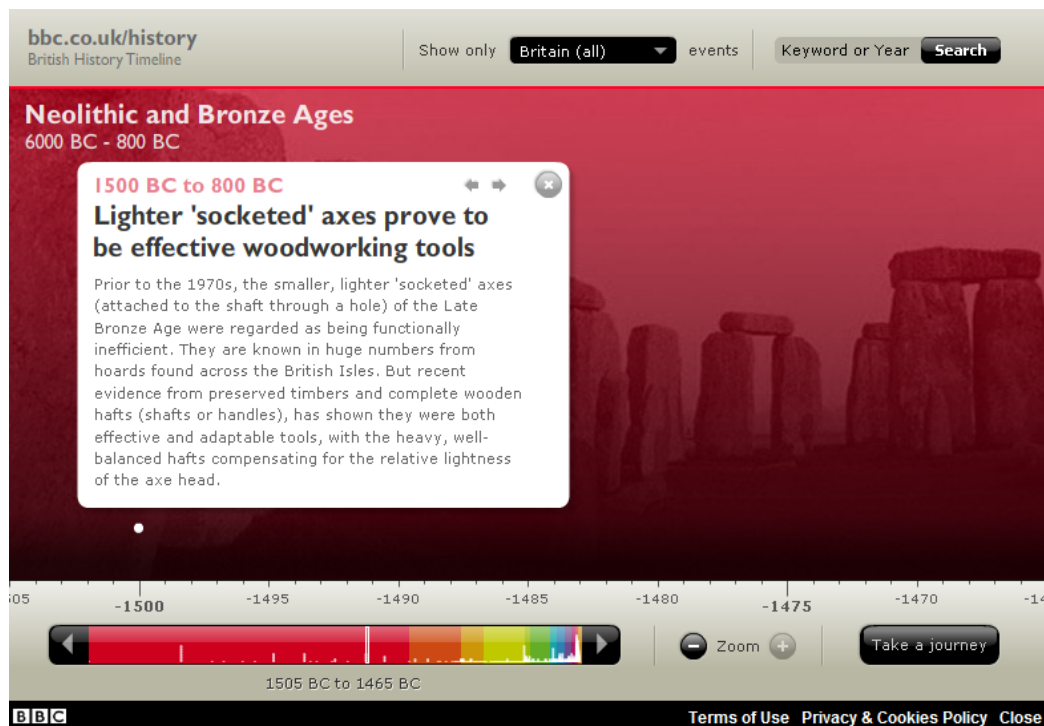 bbc.co.uk/history
British History Timeline
Show only Britain (all) events Keyword or Year Search
Neolithic and Bronze Ages
6000 BC - 800 BC
1500 BC to 800 BC
Lighter 'socketed' axes prove to
be effective woodworking tools
Prior to the 1970s, the smaller, lighter 'socketed' axes
(attached to the shaft through a hole) of the Late
Bronze Age were regarded as being functionally
inefficient. They are known in huge numbers from
hoards found across the British Isles. But recent
evidence from preserved timbers and complete wooden
hafts (shafts or handles), has shown they were both
effective and adaptable tools, with the heavy, well-
balanced hafts compensating for the relative lightness
of the axe head.
05 -1500 -1495 -1490 -1485 -1480 -1475 -1470 -14
Zoom Take a journey
1505 BC to 1465 BC
BBC Terms of Use Privacy & Cookies Policy Close